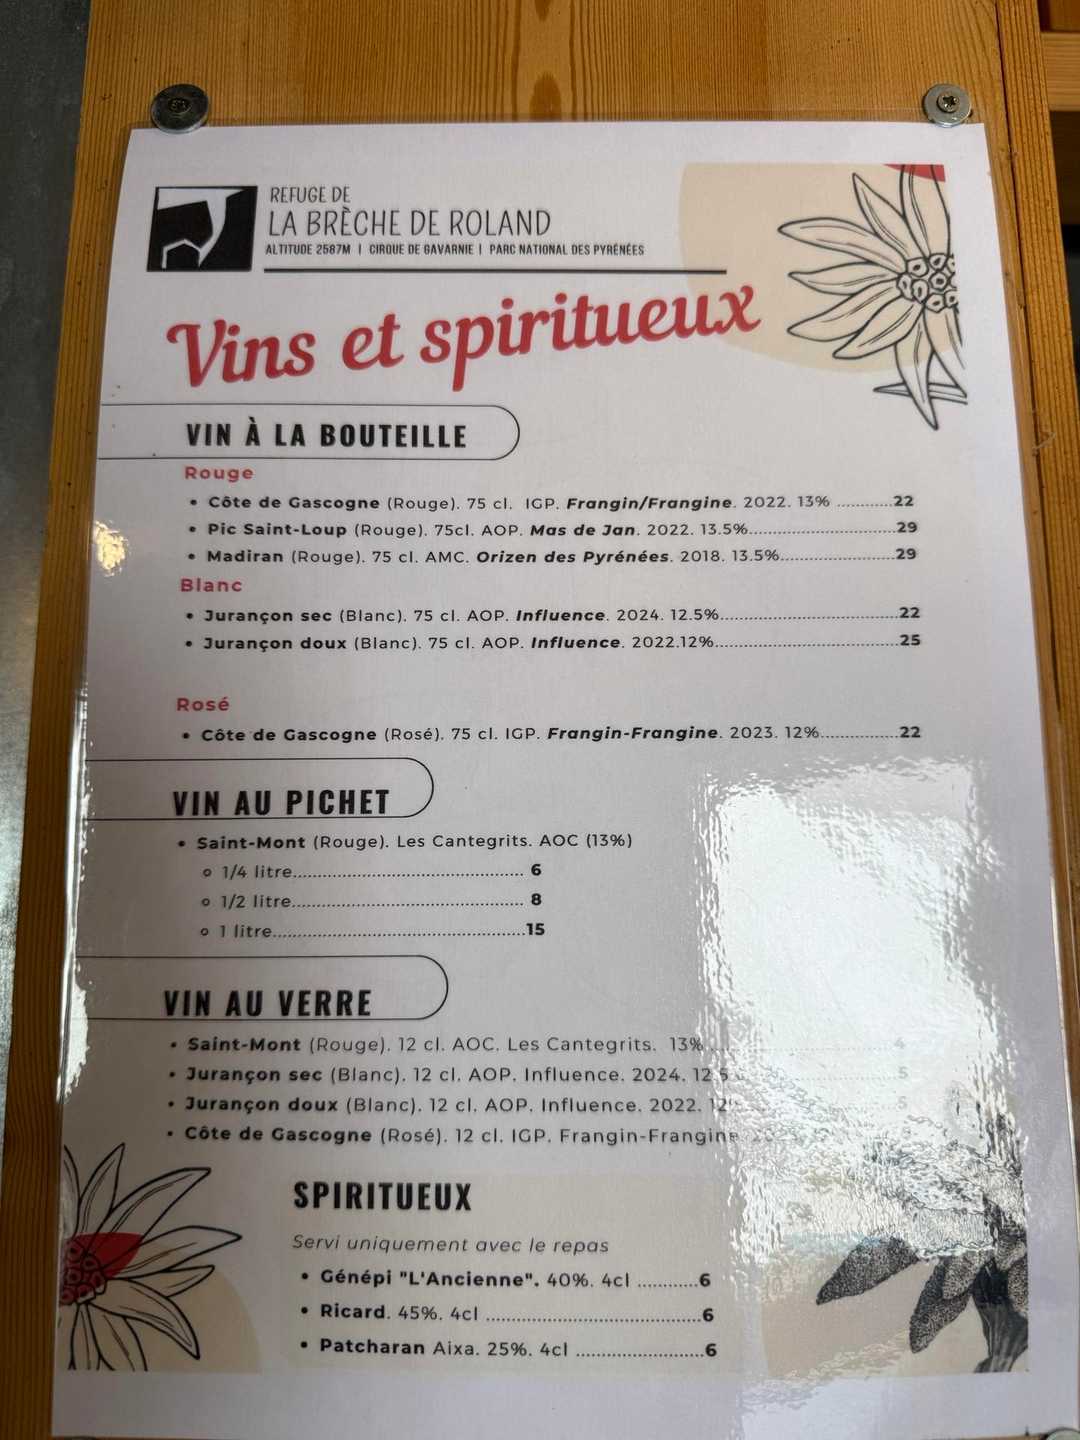 REFUGE DE
LA BRÈCHE DE ROLAND
ALTITUDE 2587M | CIRQUE DE GAVARNIE | PARC NATIONAL DES PYRÉNÉES
Vins et spiritueux
VIN À LA BOUTEILLE
Rouge
• Côte de Gascogne (Rouge). 75 cl. IGP. Frangin/Frangine. 2022. 13% ............22
• Pic Saint-Loup (Rouge). 75cl. AOP. Mas de Jan. 2022. 13.5%..........................29
• Madiran (Rouge). 75 cl. AMC. Orizen des Pyrénées. 2018. 13.5%....................29
Blanc
• Jurançon sec (Blanc). 75 cl. AOP. Influence. 2024. 12.5%................................22
• Jurançon doux (Blanc). 75 cl. AOP. Influence. 2022.12%.................................25
Rosé
• Côte de Gascogne (Rosé). 75 cl. IGP. Frangin-Frangine. 2023. 12%..............22
VIN AU PICHET
• Saint-Mont (Rouge). Les Cantegrits. AOC (13%)
○ 1/4 litre.......................................... 6
○ 1/2 litre.......................................... 8
○ 1 litre..............................................15
VIN AU VERRE
• Saint-Mont (Rouge). 12 cl. AOC. Les Cantegrits. 13% ........ 4
• Jurançon sec (Blanc). 12 cl. AOP. Influence. 2024. 12.5 ........ 5
• Jurançon doux (Blanc). 12 cl. AOP. Influence. 2022. 12% ........ 5
• Côte de Gascogne (Rosé). 12 cl. IGP. Frangin-Frangine
SPIRITUEUX
Servi uniquement avec le repas
• Génépi "L'Ancienne". 40%. 4cl ...........6
• Ricard. 45%. 4cl .......................................6
• Patcharan Aixa. 25%. 4cl .......................6